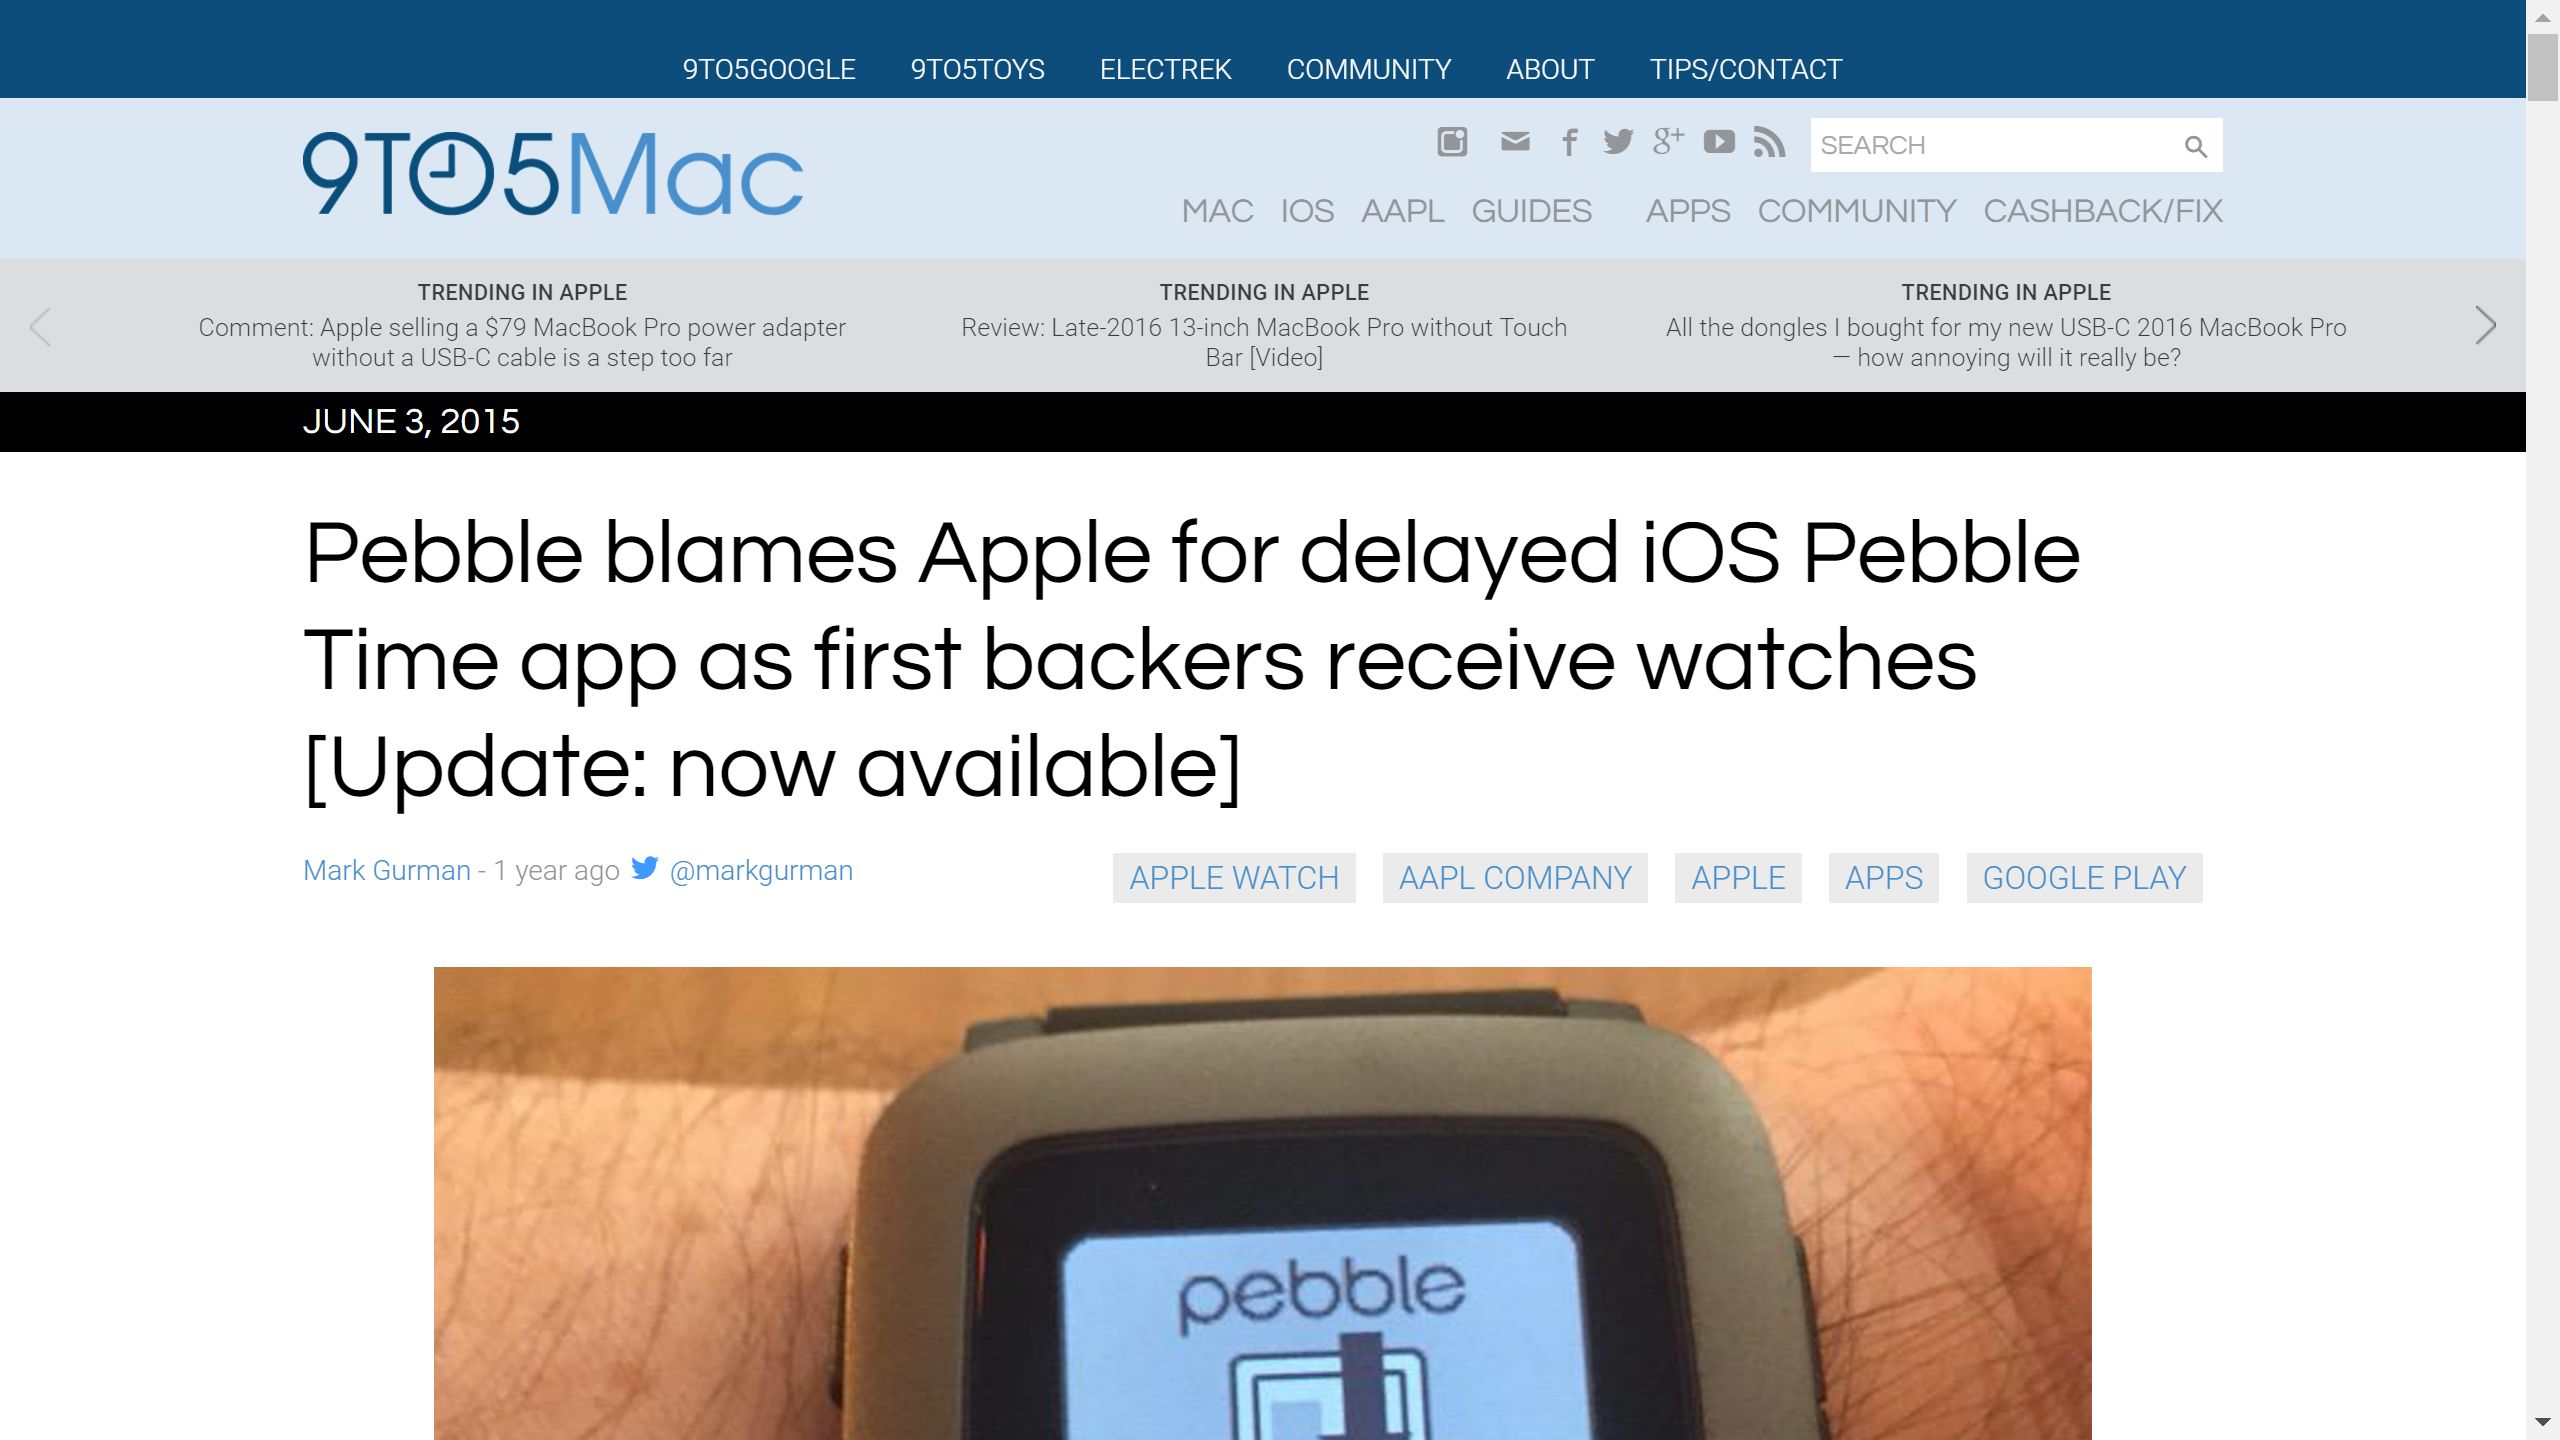 9TO5GOOGLE 9TO5TOYS ELECTREK COMMUNITY ABOUT TIPS/CONTACT
9TO5Mac
SEARCH
MAC IOS AAPL GUIDES APPS COMMUNITY CASHBACK/FIX
TRENDING IN APPLE
Comment: Apple selling a $79 MacBook Pro power adapter
without a USB-C cable is a step too far
TRENDING IN APPLE
Review: Late-2016 13-inch MacBook Pro without Touch
Bar [Video]
TRENDING IN APPLE
All the dongles I bought for my new USB-C 2016 MacBook Pro
— how annoying will it really be?
JUNE 3, 2015
Pebble blames Apple for delayed iOS Pebble
Time app as first backers receive watches
[Update: now available]
Mark Gurman - 1 year ago @markgurman
APPLE WATCH AAPL COMPANY APPLE APPS GOOGLE PLAY
pebble